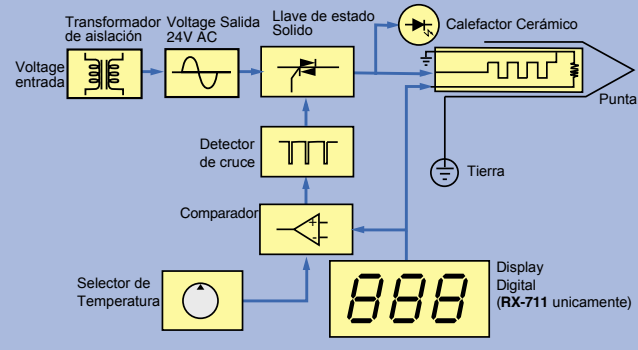 Transformador
de aislación
Voltage Salida
24V AC
Llave de estado
Solido
Calefactor Cerámico
Voltage
entrada
Punta
Detector
de cruce
Tierra
Comparador
+
-
Selector de
Temperatura
888
Display
Digital
(RX-711 unicamente)